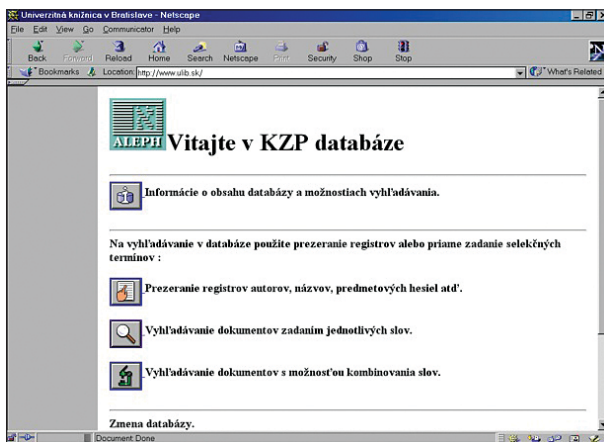 Univerzitná knižnica v Bratislave - Netscape
File Edit View Go Communicator Help
Back Forward Reload Home Search Netscape Print Security Shop Stop
Bookmarks Location: http://www.ulib.sk/ What's Related
ALEPH Vitajte v KZP databáze
Informácie o obsahu databázy a možnostiach vyhľadávania.
Na vyhľadávanie v databáze použite prezeranie registrov alebo priame zadanie selekčných
termínov :
Prezeranie registrov autorov, názvov, predmetových hesiel atď.
Vyhľadávanie dokumentov zadaním jednotlivých slov.
Vyhľadávanie dokumentov s možnosťou kombinovania slov.
Zmena databázy.
Document Done